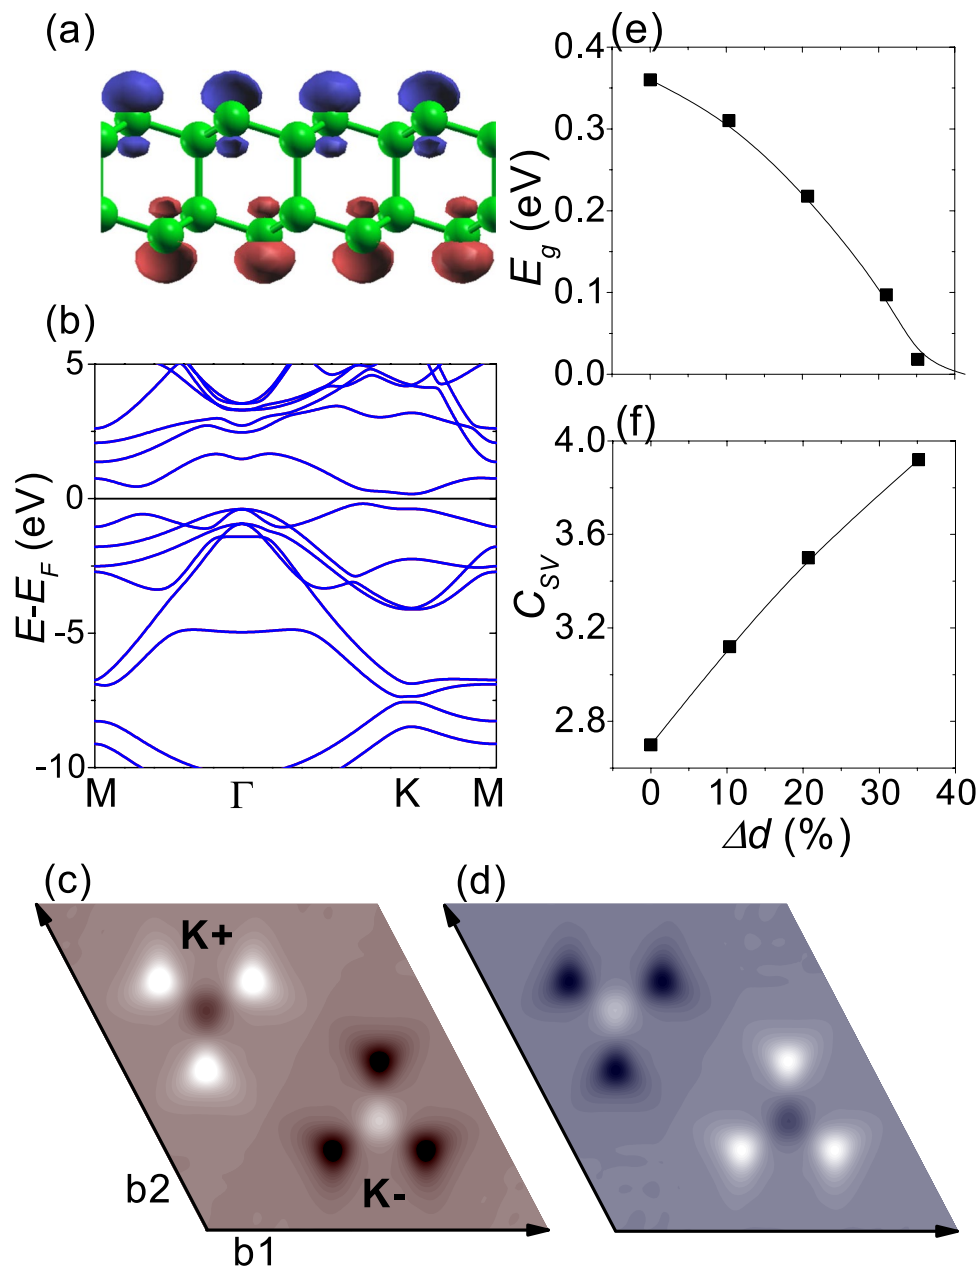 (a)
(b)
5
0
-5
-10
E-E_F (eV)
M Γ K M
(e)
0.4
0.3
0.2
0.1
0.0
E_g (eV)
(f)
4.0
3.6
3.2
2.8
C_SV
0 10 20 30 40
Δd (%)
(c)
K+
K-
b2
b1
(d)